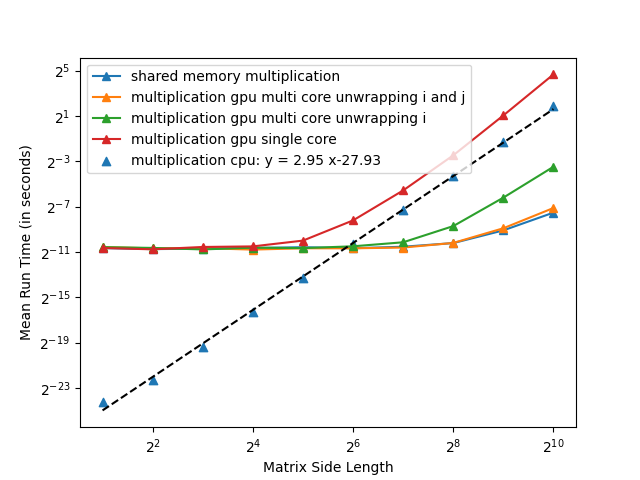 2^5
2^1
2^−3
2^−7
2^−11
2^−15
2^−19
2^−23
Mean Run Time (in seconds)
shared memory multiplication
multiplication gpu multi core unwrapping i and j
multiplication gpu multi core unwrapping i
multiplication gpu single core
multiplication cpu: y = 2.95 x-27.93
2^2 2^4 2^6 2^8 2^10
Matrix Side Length